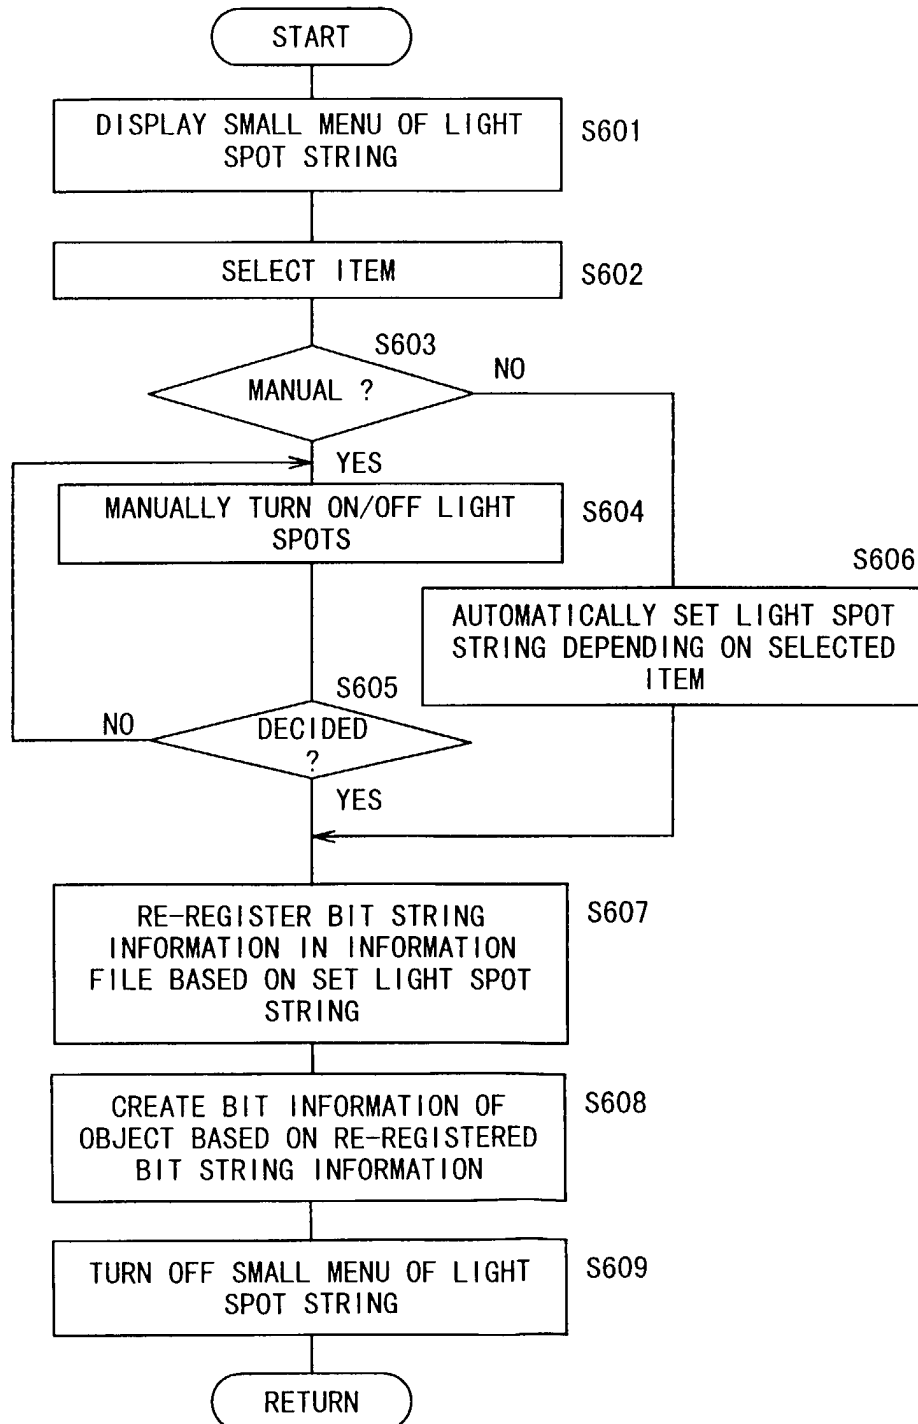 START
DISPLAY SMALL MENU OF LIGHT
SPOT STRING
S601
SELECT ITEM
S602
S603
MANUAL ?
NO
YES
MANUALLY TURN ON/OFF LIGHT
SPOTS
S604
S606
AUTOMATICALLY SET LIGHT SPOT
STRING DEPENDING ON SELECTED
ITEM
S605
NO
DECIDED
?
YES
RE-REGISTER BIT STRING
INFORMATION IN INFORMATION
FILE BASED ON SET LIGHT SPOT
STRING
S607
CREATE BIT INFORMATION OF
OBJECT BASED ON RE-REGISTERED
BIT STRING INFORMATION
S608
TURN OFF SMALL MENU OF LIGHT
SPOT STRING
S609
RETURN